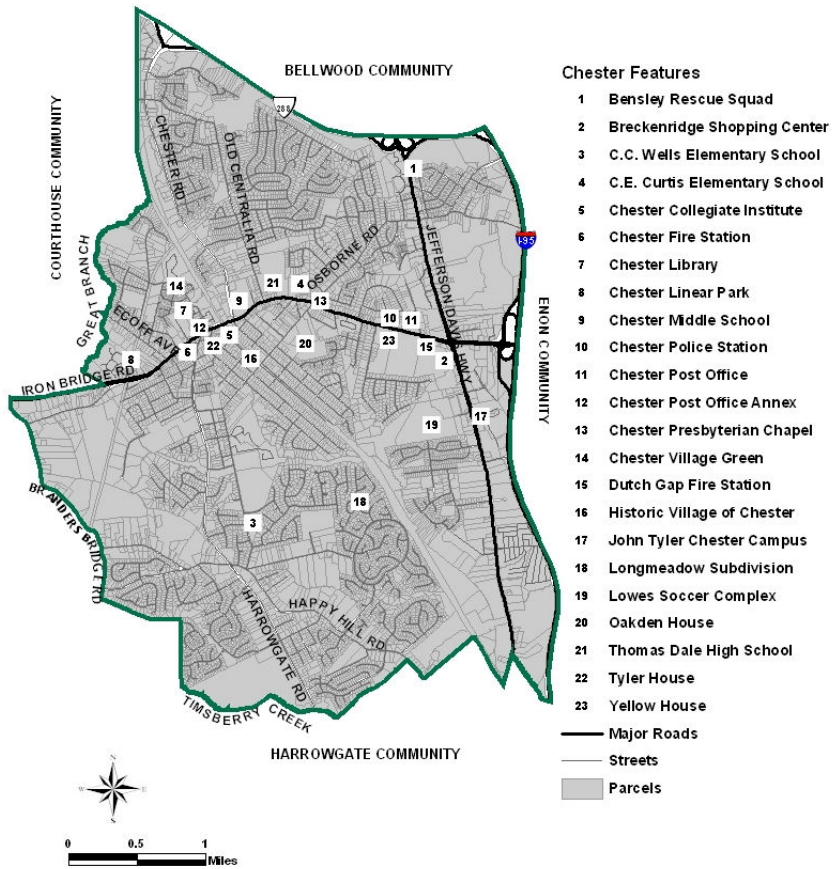 BELLWOOD COMMUNITY
COURTHOUSE COMMUNITY
ENON COMMUNITY
HARROWGATE COMMUNITY
288
I-95
CHESTER RD
OLD CENTRALIA RD
OSBORNE RD
JEFFERSON DAVIS HWY
GREAT BRANCH
ECOFF AVE
IRON BRIDGE RD
BRANDERS BRIDGE RD
HARROWGATE RD
HAPPY HILL RD
TIMSBERRY CREEK
1
21
4
14
9
13
7
10
11
12
5
23
15
6
22
20
2
8
16
17
19
18
3
Chester Features
1 Bensley Rescue Squad
2 Breckenridge Shopping Center
3 C.C. Wells Elementary School
4 C.E. Curtis Elementary School
5 Chester Collegiate Institute
6 Chester Fire Station
7 Chester Library
8 Chester Linear Park
9 Chester Middle School
10 Chester Police Station
11 Chester Post Office
12 Chester Post Office Annex
13 Chester Presbyterian Chapel
14 Chester Village Green
15 Dutch Gap Fire Station
16 Historic Village of Chester
17 John Tyler Chester Campus
18 Longmeadow Subdivision
19 Lowes Soccer Complex
20 Oakden House
21 Thomas Dale High School
22 Tyler House
23 Yellow House
Major Roads
Streets
Parcels
N
W E
S
0 0.5 1
Miles